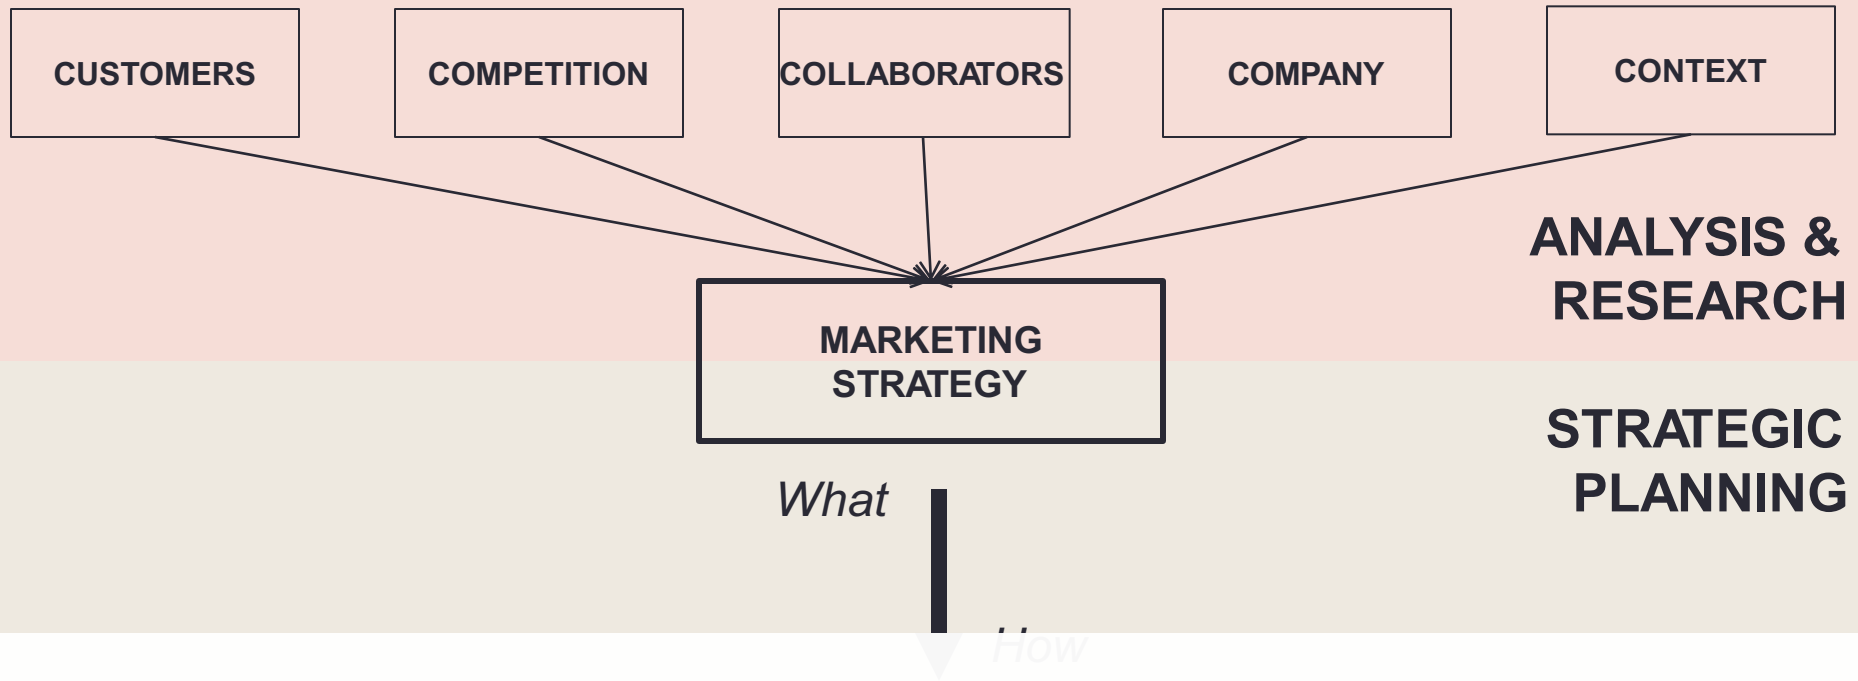 CUSTOMERS
COMPETITION
COLLABORATORS
COMPANY
CONTEXT
ANALYSIS &
RESEARCH
MARKETING
STRATEGY
STRATEGIC
PLANNING
What
How